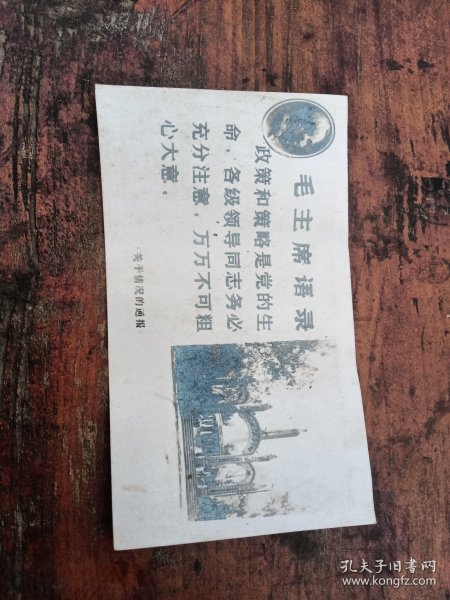 毛主席语录
政策和策略是党的生
命，各级领导同志务必
充分注意，万万不可粗
心大意。
《关于情况的通报》
孔夫子旧书网
www.kongfz.com